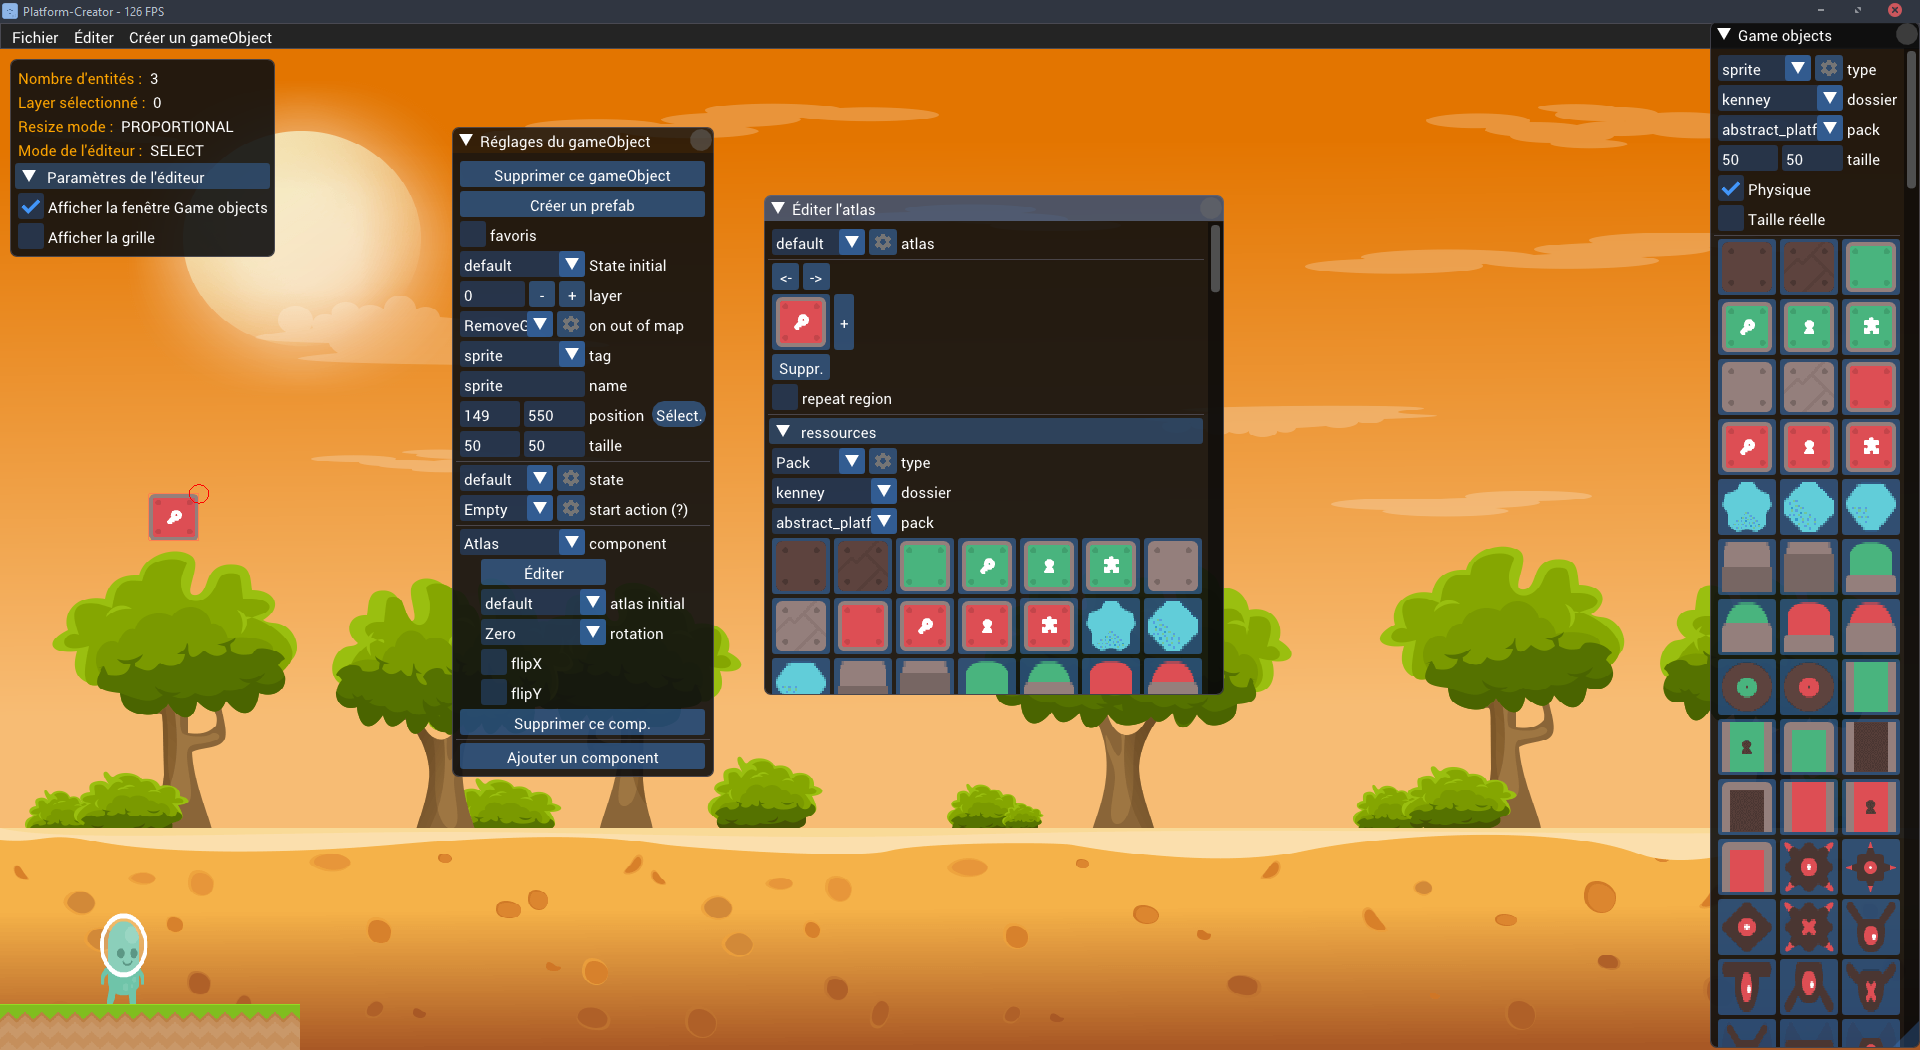 Platform-Creator - 126 FPS
Fichier Éditer Créer un gameObject
Nombre d'entités : 3
Layer sélectionné : 0
Resize mode : PROPORTIONAL
Mode de l'éditeur : SELECT
Paramètres de l'éditeur
Afficher la fenêtre Game objects
Afficher la grille
Réglages du gameObject
Supprimer ce gameObject
Créer un prefab
favoris
default State initial
0 - + layer
RemoveG on out of map
sprite tag
sprite name
149 550 position Sélect.
50 50 taille
default state
Empty start action (?)
Atlas component
Éditer
default atlas initial
Zero rotation
flipX
flipY
Supprimer ce comp.
Ajouter un component
Éditer l'atlas
default atlas
<- ->
+
Suppr.
repeat region
ressources
Pack type
kenney dossier
abstract_platf pack
Game objects
sprite type
kenney dossier
abstract_platf pack
50 50 taille
Physique
Taille réelle